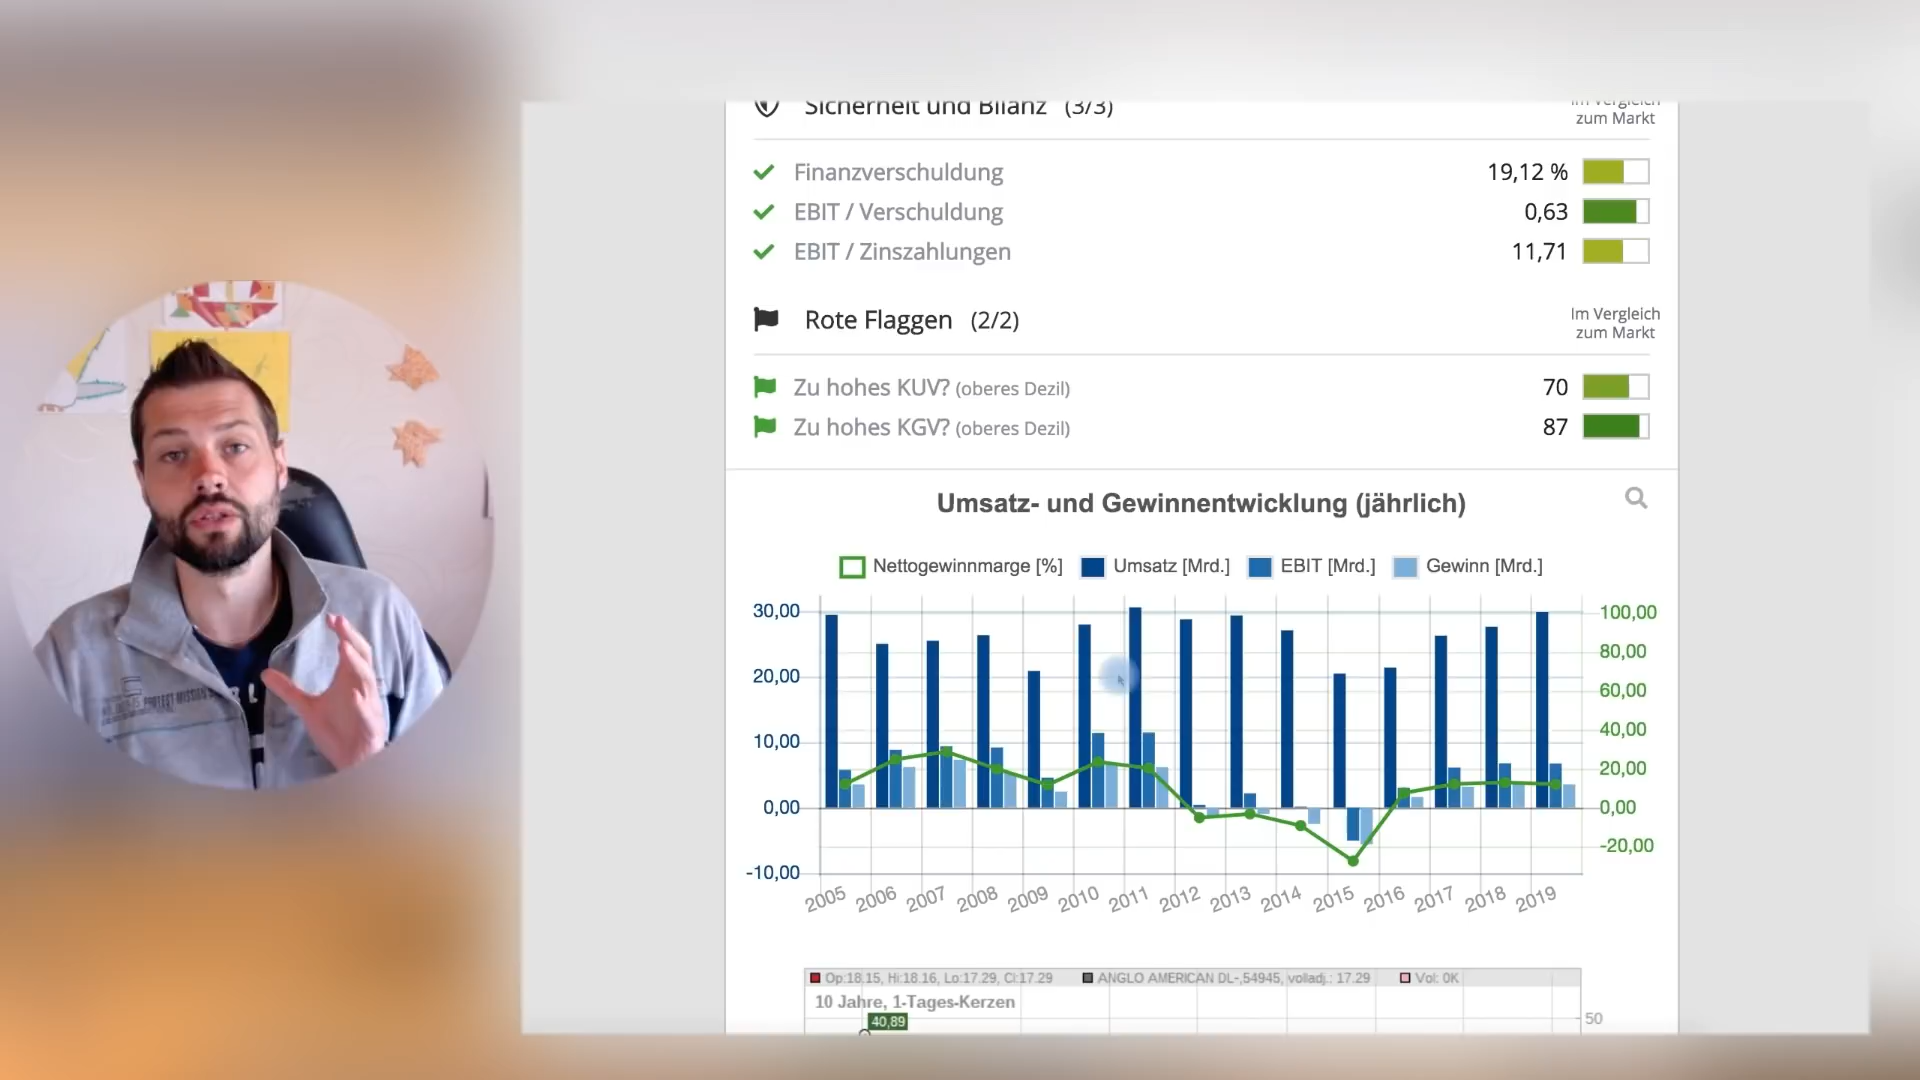 Sicherheit und Bilanz (3/3)
Im Vergleich
zum Markt
Finanzverschuldung 19,12 %
EBIT / Verschuldung 0,63
EBIT / Zinszahlungen 11,71
Rote Flaggen (2/2)
Im Vergleich
zum Markt
Zu hohes KUV? (oberes Dezil) 70
Zu hohes KGV? (oberes Dezil) 87
Umsatz- und Gewinnentwicklung (jährlich)
Nettogewinnmarge [%] Umsatz [Mrd.] EBIT [Mrd.] Gewinn [Mrd.]
30,00
20,00
10,00
0,00
-10,00
100,00
80,00
60,00
40,00
20,00
0,00
-20,00
2005 2006 2007 2008 2009 2010 2011 2012 2013 2014 2015 2016 2017 2018 2019
Op:18.15, Hi:18.16, Lo:17.29, Cl:17.29 ANGLO AMERICAN DL-,54945, volladj.: 17.29 Vol: 0K
10 Jahre, 1-Tages-Kerzen
40,89
50
PROTEST MISSION